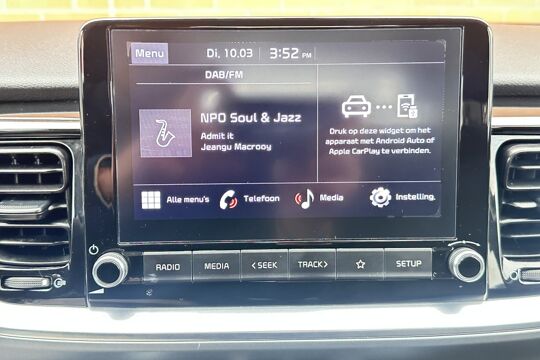 Menu
Di, 10.03
3:52 PM
DAB/FM
NPO Soul & Jazz
Admit it
Jeangu Macrooy
Druk op deze widget om het
apparaat met Android Auto of
Apple CarPlay te verbinden.
Alle menu's
Telefoon
Media
Instelling.
RADIO
MEDIA
< SEEK
TRACK >
SETUP